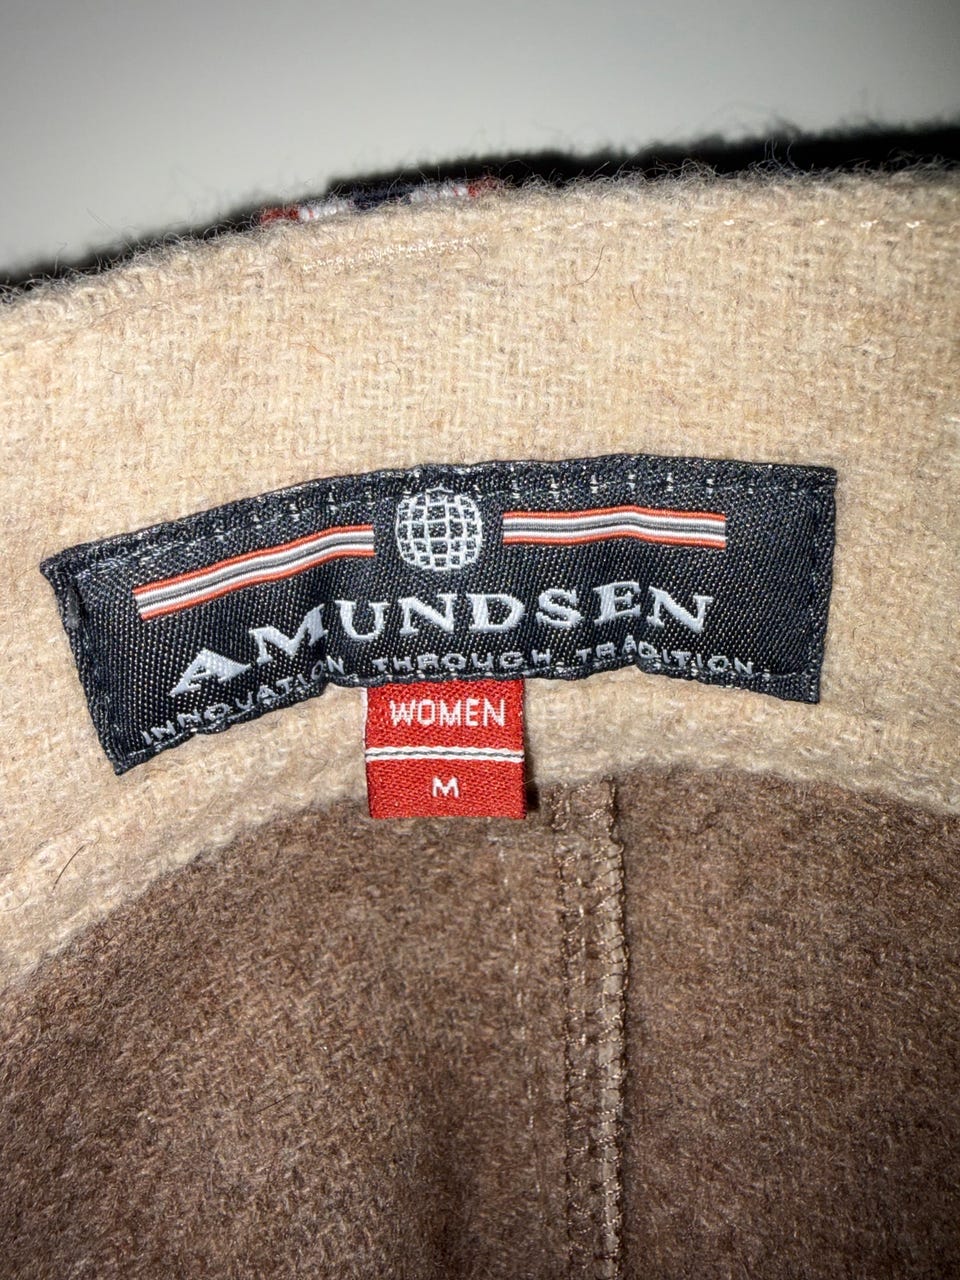 AMUNDSEN
INNOVATION THROUGH TRADITION
WOMEN
M